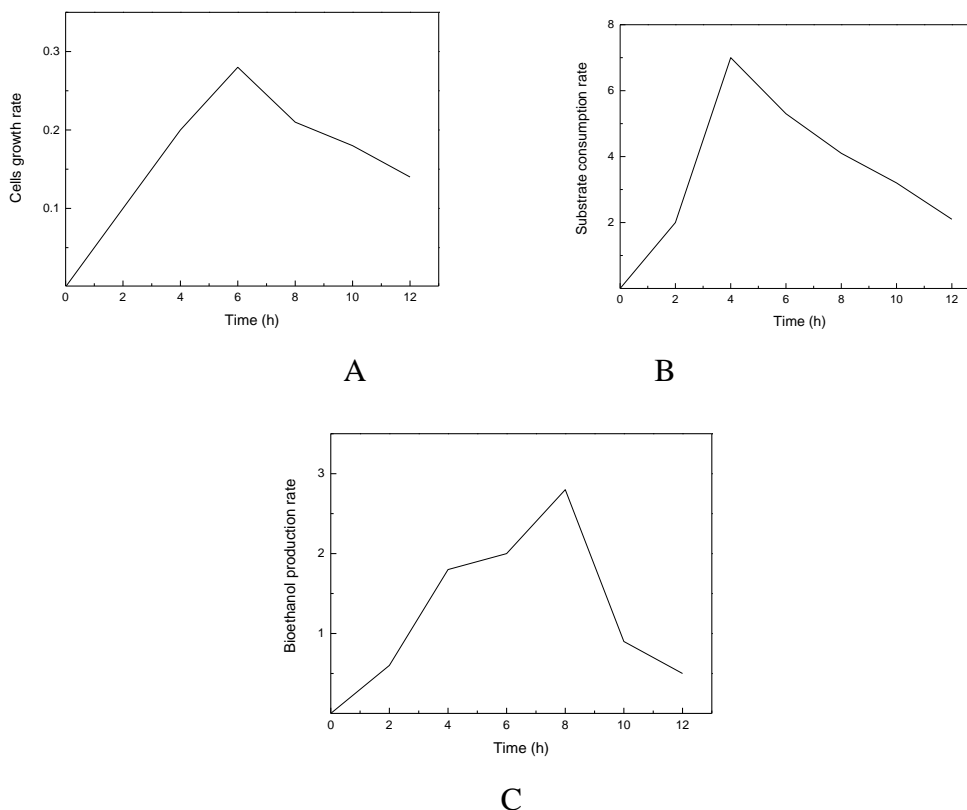 Cells growth rate
0.3
0.2
0.1
0 2 4 6 8 10 12
Time (h)
A
Substrate consumption rate
8
6
4
2
0 2 4 6 8 10 12
Time (h)
B
Bioethanol production rate
3
2
1
0 2 4 6 8 10 12
Time (h)
C